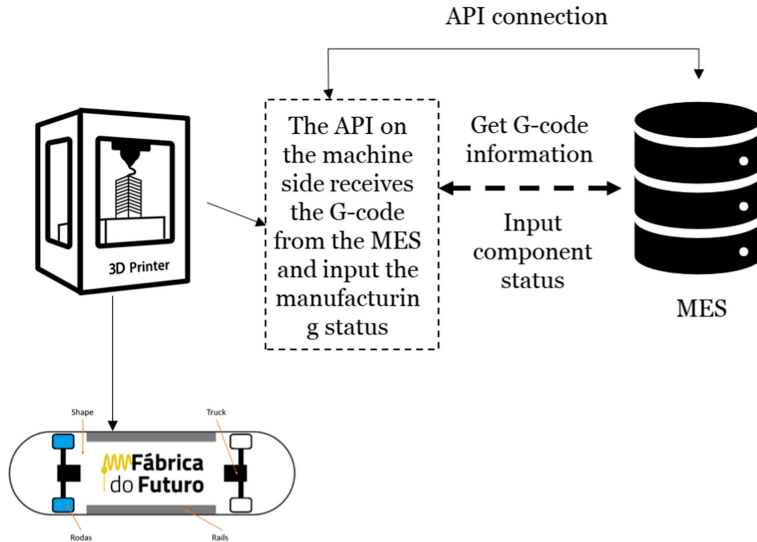 API connection
The API on
the machine
side receives
the G-code
from the MES
and input the
manufacturin
g status
Get G-code
information
Input
component
status
MES
3D Printer
Shape
Truck
Fábrica
do Futuro
Rodas
Rails